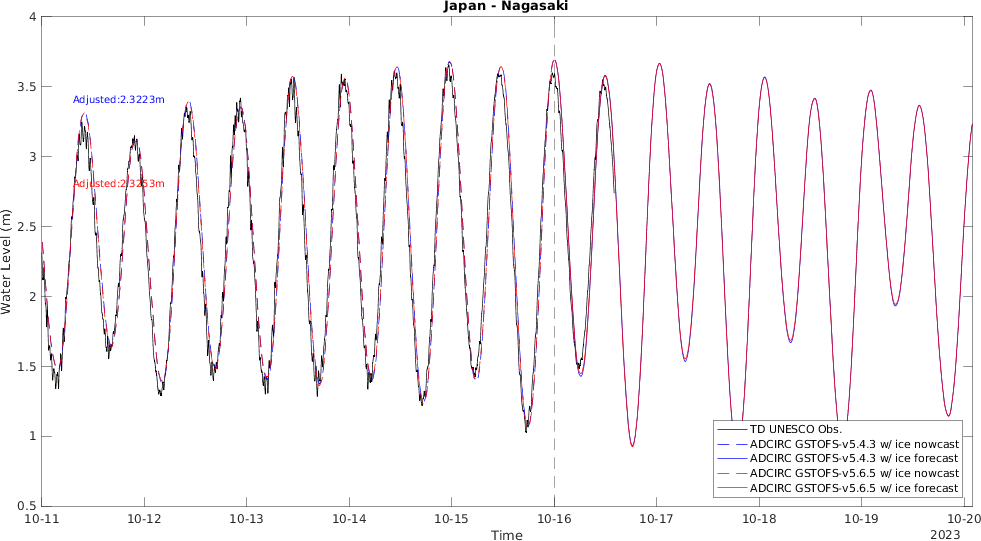 Japan - Nagasaki
4
3.5
3
2.5
2
1.5
1
0.5
Water Level (m)
Adjusted:2.3223m
Adjusted:2.3253m
TD UNESCO Obs.
ADCIRC GSTOFS-v5.4.3 w/ ice nowcast
ADCIRC GSTOFS-v5.4.3 w/ ice forecast
ADCIRC GSTOFS-v5.6.5 w/ ice nowcast
ADCIRC GSTOFS-v5.6.5 w/ ice forecast
10-11 10-12 10-13 10-14 10-15 10-16 10-17 10-18 10-19 10-20
Time
2023